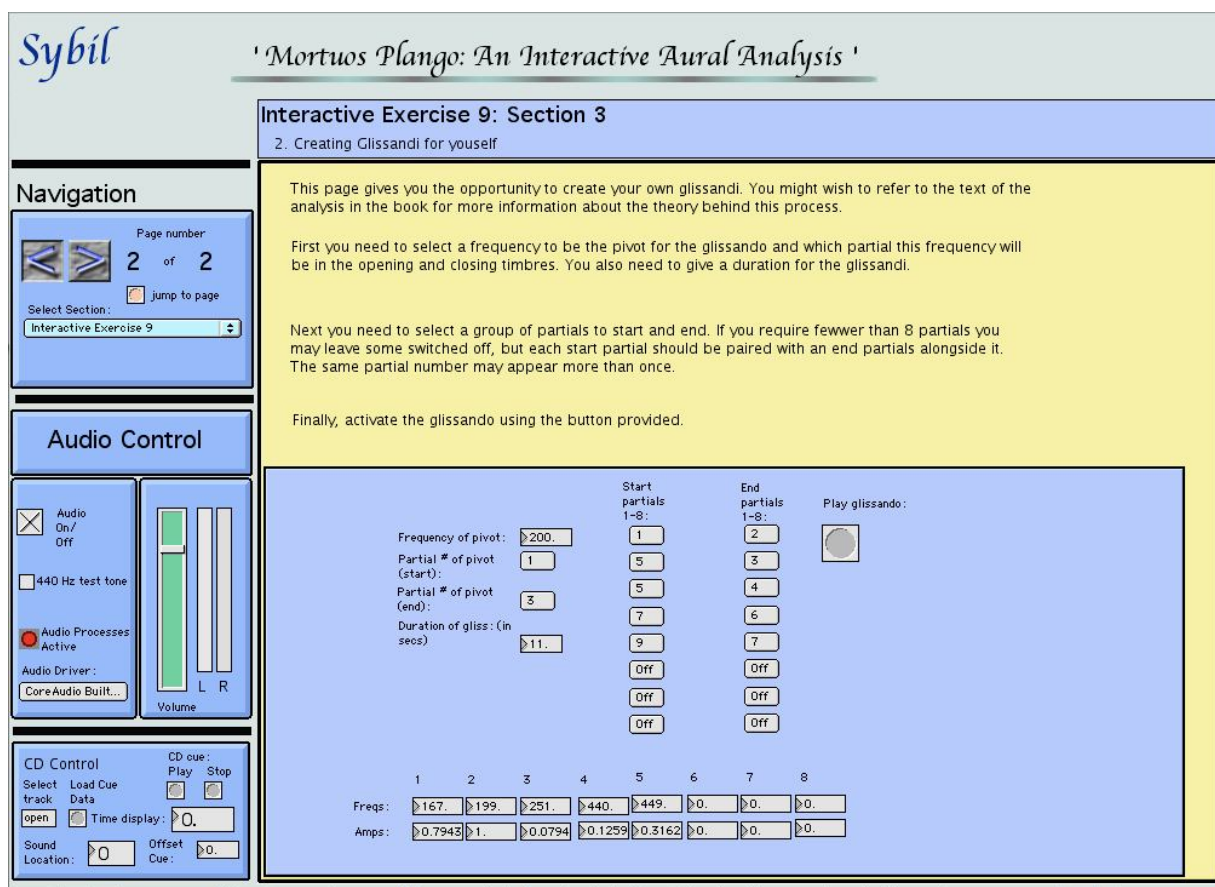 Sybil
' Mortuos Plango: An Interactive Aural Analysis '
Interactive Exercise 9: Section 3
2. Creating Glissandi for youself
Navigation
Page number
2 of 2
jump to page
Select Section:
Interactive Exercise 9
This page gives you the opportunity to create your own glissandi. You might wish to refer to the text of the
analysis in the book for more information about the theory behind this process.
First you need to select a frequency to be the pivot for the glissando and which partial this frequency will
be in the opening and closing timbres. You also need to give a duration for the glissandi.
Next you need to select a group of partials to start and end. If you require fewwer than 8 partials you
may leave some switched off, but each start partial should be paired with an end partials alongside it.
The same partial number may appear more than once.
Finally, activate the glissando using the button provided.
Audio Control
Audio
On/
Off
440 Hz test tone
Audio Processes
Active
Audio Driver:
CoreAudio Built...
L R
Volume
CD Control
CD cue:
Play Stop
Select
track
Load Cue
Data
open
Time display: 0.
Sound
Location: 0
Offset
Cue: 0.
Frequency of pivot: 200.
Partial # of pivot
(start): 1
Partial # of pivot
(end): 3
Duration of gliss: (in
secs) 11.
Start
partials
1-8:
1
5
5
7
9
Off
Off
Off
End
partials
1-8:
2
3
4
6
7
Off
Off
Off
Play glissando:
1 2 3 4 5 6 7 8
Freqs: 167. 199. 251. 440. 449. 0. 0. 0.
Amps: 0.7943 1. 0.0794 0.1259 0.3162 0. 0. 0.